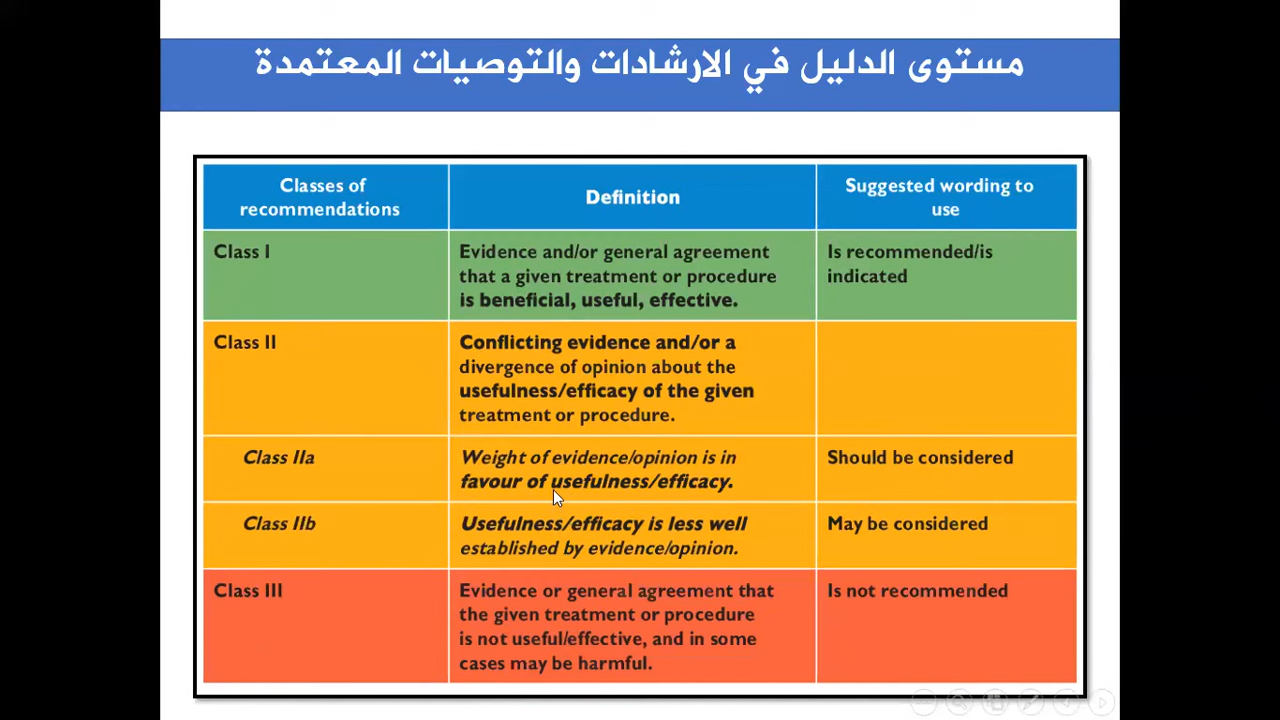 مستوى الدليل في الارشادات والتوصيات المعتمدة
Classes of
recommendations
Definition
Suggested wording to
use
Class I
Evidence and/or general agreement
that a given treatment or procedure
is beneficial, useful, effective.
Is recommended/is
indicated
Class II
Conflicting evidence and/or a
divergence of opinion about the
usefulness/efficacy of the given
treatment or procedure.
Class IIa
Weight of evidence/opinion is in
favour of usefulness/efficacy.
Should be considered
Class IIb
Usefulness/efficacy is less well
established by evidence/opinion.
May be considered
Class III
Evidence or general agreement that
the given treatment or procedure
is not useful/effective, and in some
cases may be harmful.
Is not recommended